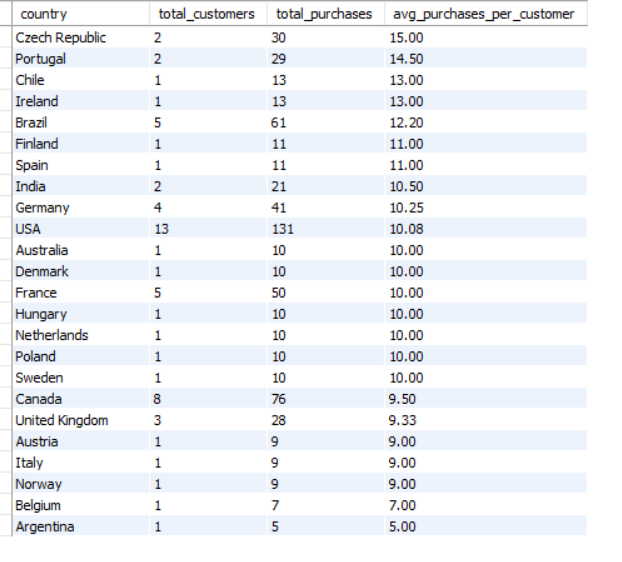 country total_customers total_purchases avg_purchases_per_customer
Czech Republic 2 30 15.00
Portugal 2 29 14.50
Chile 1 13 13.00
Ireland 1 13 13.00
Brazil 5 61 12.20
Finland 1 11 11.00
Spain 1 11 11.00
India 2 21 10.50
Germany 4 41 10.25
USA 13 131 10.08
Australia 1 10 10.00
Denmark 1 10 10.00
France 5 50 10.00
Hungary 1 10 10.00
Netherlands 1 10 10.00
Poland 1 10 10.00
Sweden 1 10 10.00
Canada 8 76 9.50
United Kingdom 3 28 9.33
Austria 1 9 9.00
Italy 1 9 9.00
Norway 1 9 9.00
Belgium 1 7 7.00
Argentina 1 5 5.00